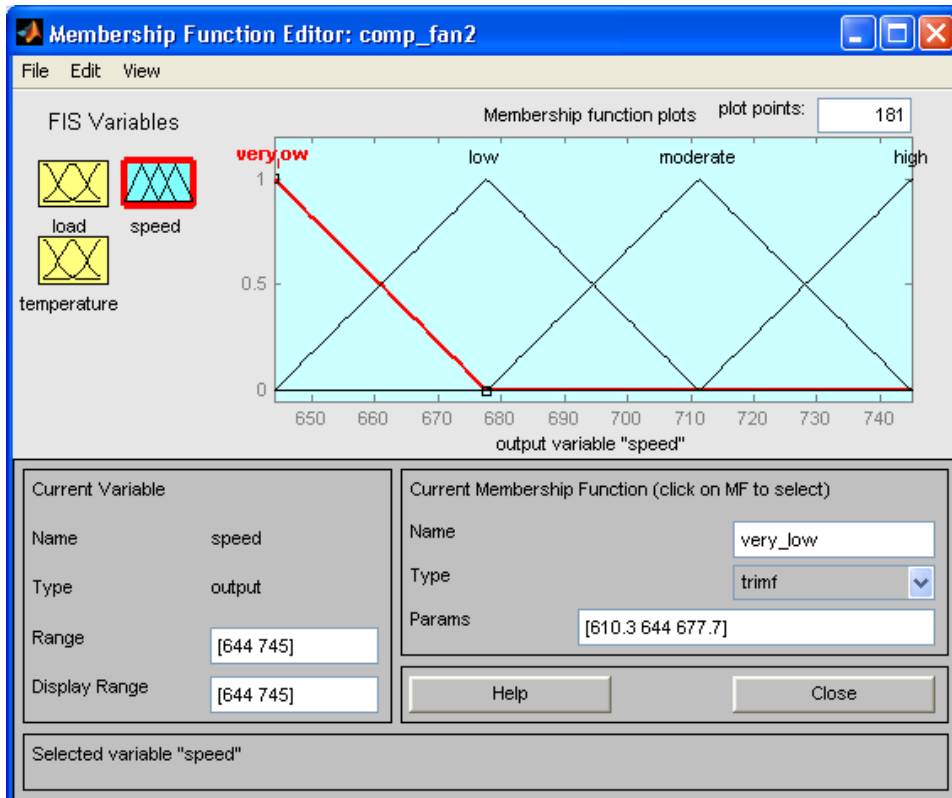 Membership Function Editor: comp_fan2
File Edit View
FIS Variables
load
speed
temperature
Membership function plots plot points: 181
very_low low moderate high
1
0.5
0
650 660 670 680 690 700 710 720 730 740
output variable "speed"
Current Variable
Name speed
Type output
Range [644 745]
Display Range [644 745]
Current Membership Function (click on MF to select)
Name very_low
Type trimf
Params [610.3 644 677.7]
Help Close
Selected variable "speed"